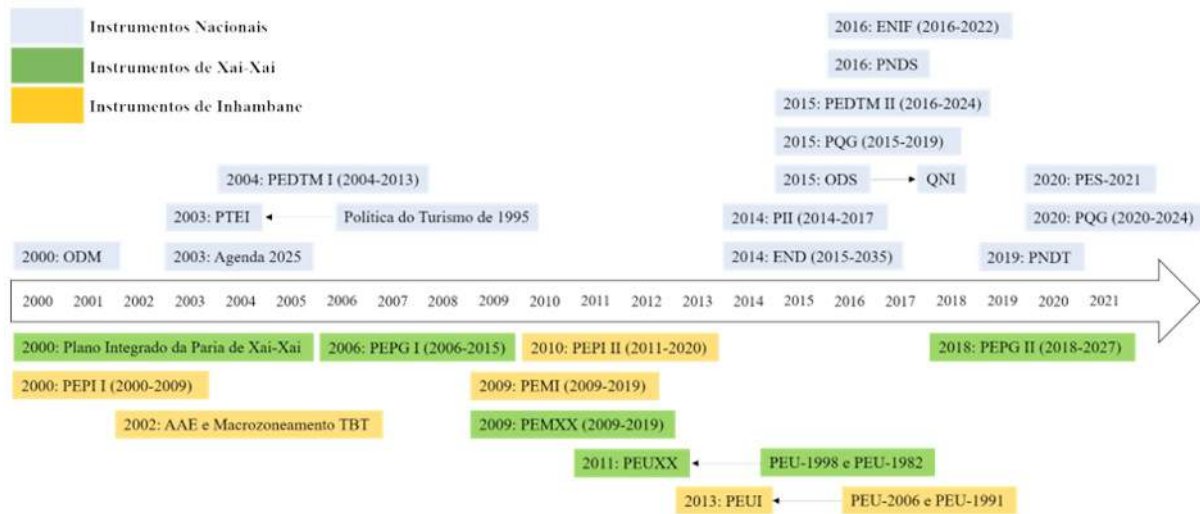 Instrumentos Nacionais
Instrumentos de Xai-Xai
Instrumentos de Inhambane
2016: ENIF (2016-2022)
2016: PNDS
2015: PEDTM II (2016-2024)
2015: PQG (2015-2019)
2004: PEDTM I (2004-2013)
2015: ODS
QNI
2020: PES-2021
2003: PTEI
Política do Turismo de 1995
2014: PII (2014-2017
2020: PQG (2020-2024)
2000: ODM
2003: Agenda 2025
2014: END (2015-2035)
2019: PNDT
2000 2001 2002 2003 2004 2005 2006 2007 2008 2009 2010 2011 2012 2013 2014 2015 2016 2017 2018 2019 2020 2021
2000: Plano Integrado da Paria de Xai-Xai
2006: PEPG I (2006-2015)
2010: PEPI II (2011-2020)
2018: PEPG II (2018-2027)
2000: PEPI I (2000-2009)
2009: PEMI (2009-2019)
2002: AAE e Macrozoneamento TBT
2009: PEMXX (2009-2019)
2011: PEUXX
PEU-1998 e PEU-1982
2013: PEUI
PEU-2006 e PEU-1991